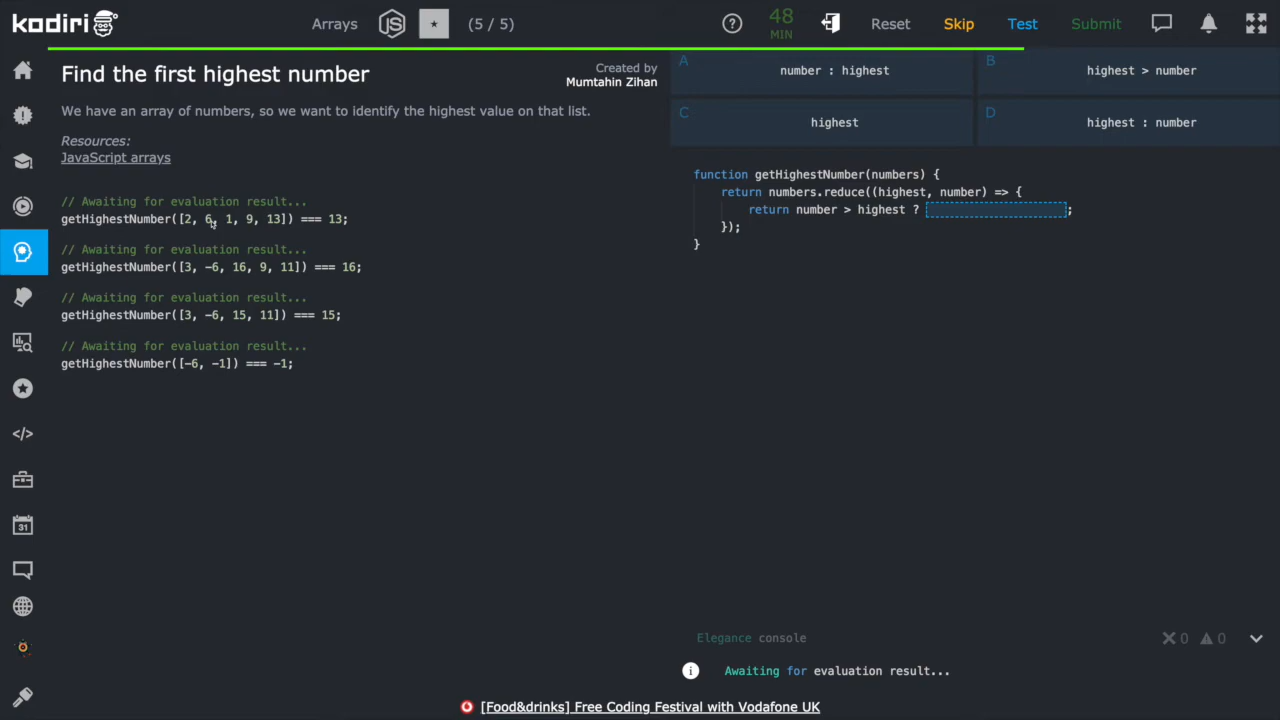 kodiri
Arrays
JS
(5 / 5)
48
MIN
Reset
Skip
Test
Submit
Find the first highest number
Created by
Mumtahin Zihan
We have an array of numbers, so we want to identify the highest value on that list.
Resources:
JavaScript arrays
// Awaiting for evaluation result...
getHighestNumber([2, 6, 1, 9, 13]) === 13;
// Awaiting for evaluation result...
getHighestNumber([3, -6, 16, 9, 11]) === 16;
// Awaiting for evaluation result...
getHighestNumber([3, -6, 15, 11]) === 15;
// Awaiting for evaluation result...
getHighestNumber([-6, -1]) === -1;
A
number : highest
B
highest > number
C
highest
D
highest : number
function getHighestNumber(numbers) {
return numbers.reduce((highest, number) => {
return number > highest ? ;
});
}
</>
31
Elegance console
0
0
Awaiting for evaluation result...
[Food&drinks] Free Coding Festival with Vodafone UK